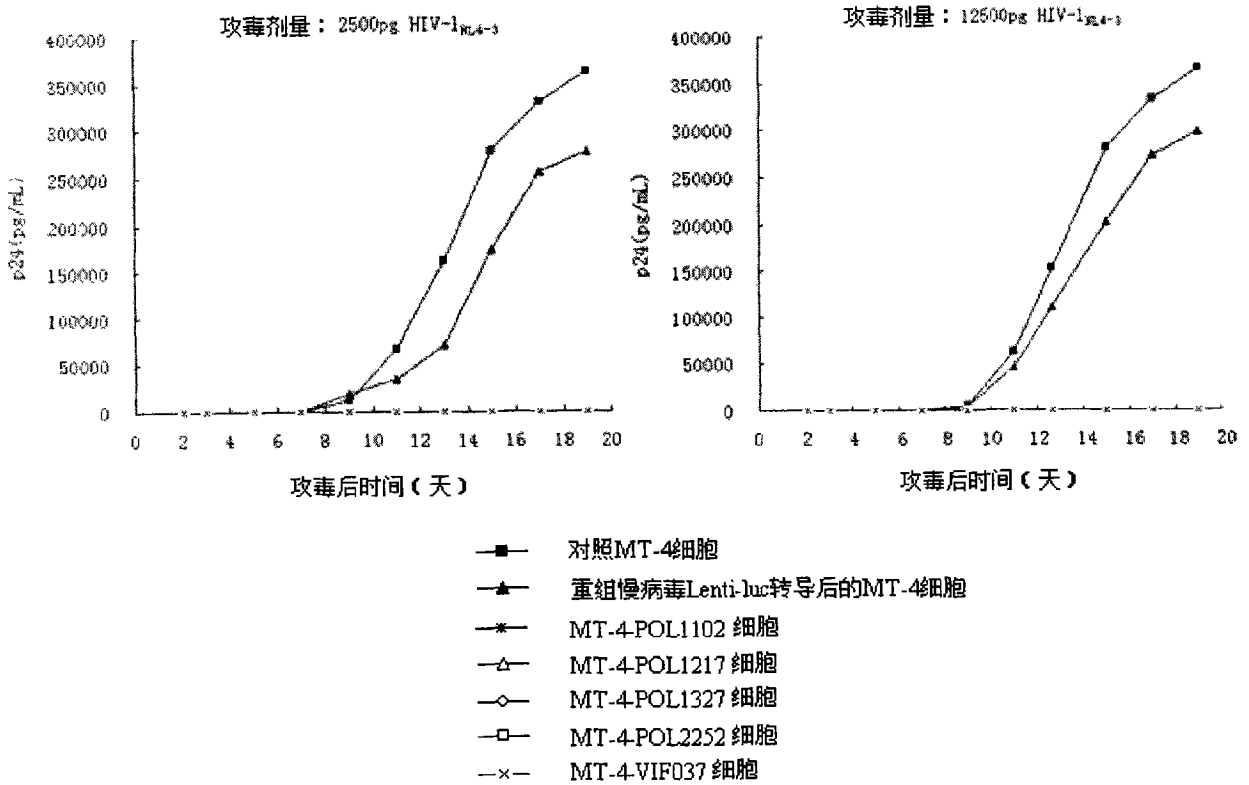 攻毒剂量：2500pg HIV-1NL4-3
400000
350000
300000
250000
200000
150000
100000
50000
0
p24(pg/mL)
0 2 4 6 8 10 12 14 16 18 20
攻毒后时间（天）
攻毒剂量：12500pg HIV-1NL4-3
400000
350000
300000
250000
200000
150000
100000
50000
0
p24(pg/mL)
0 2 4 6 8 10 12 14 16 18 20
攻毒后时间（天）
对照MT-4细胞
重组慢病毒Lenti-luc转导后的MT-4细胞
MT-4-POL1102 细胞
MT-4-POL1217 细胞
MT-4-POL1327 细胞
MT-4-POL2252 细胞
MT-4-VIF037 细胞